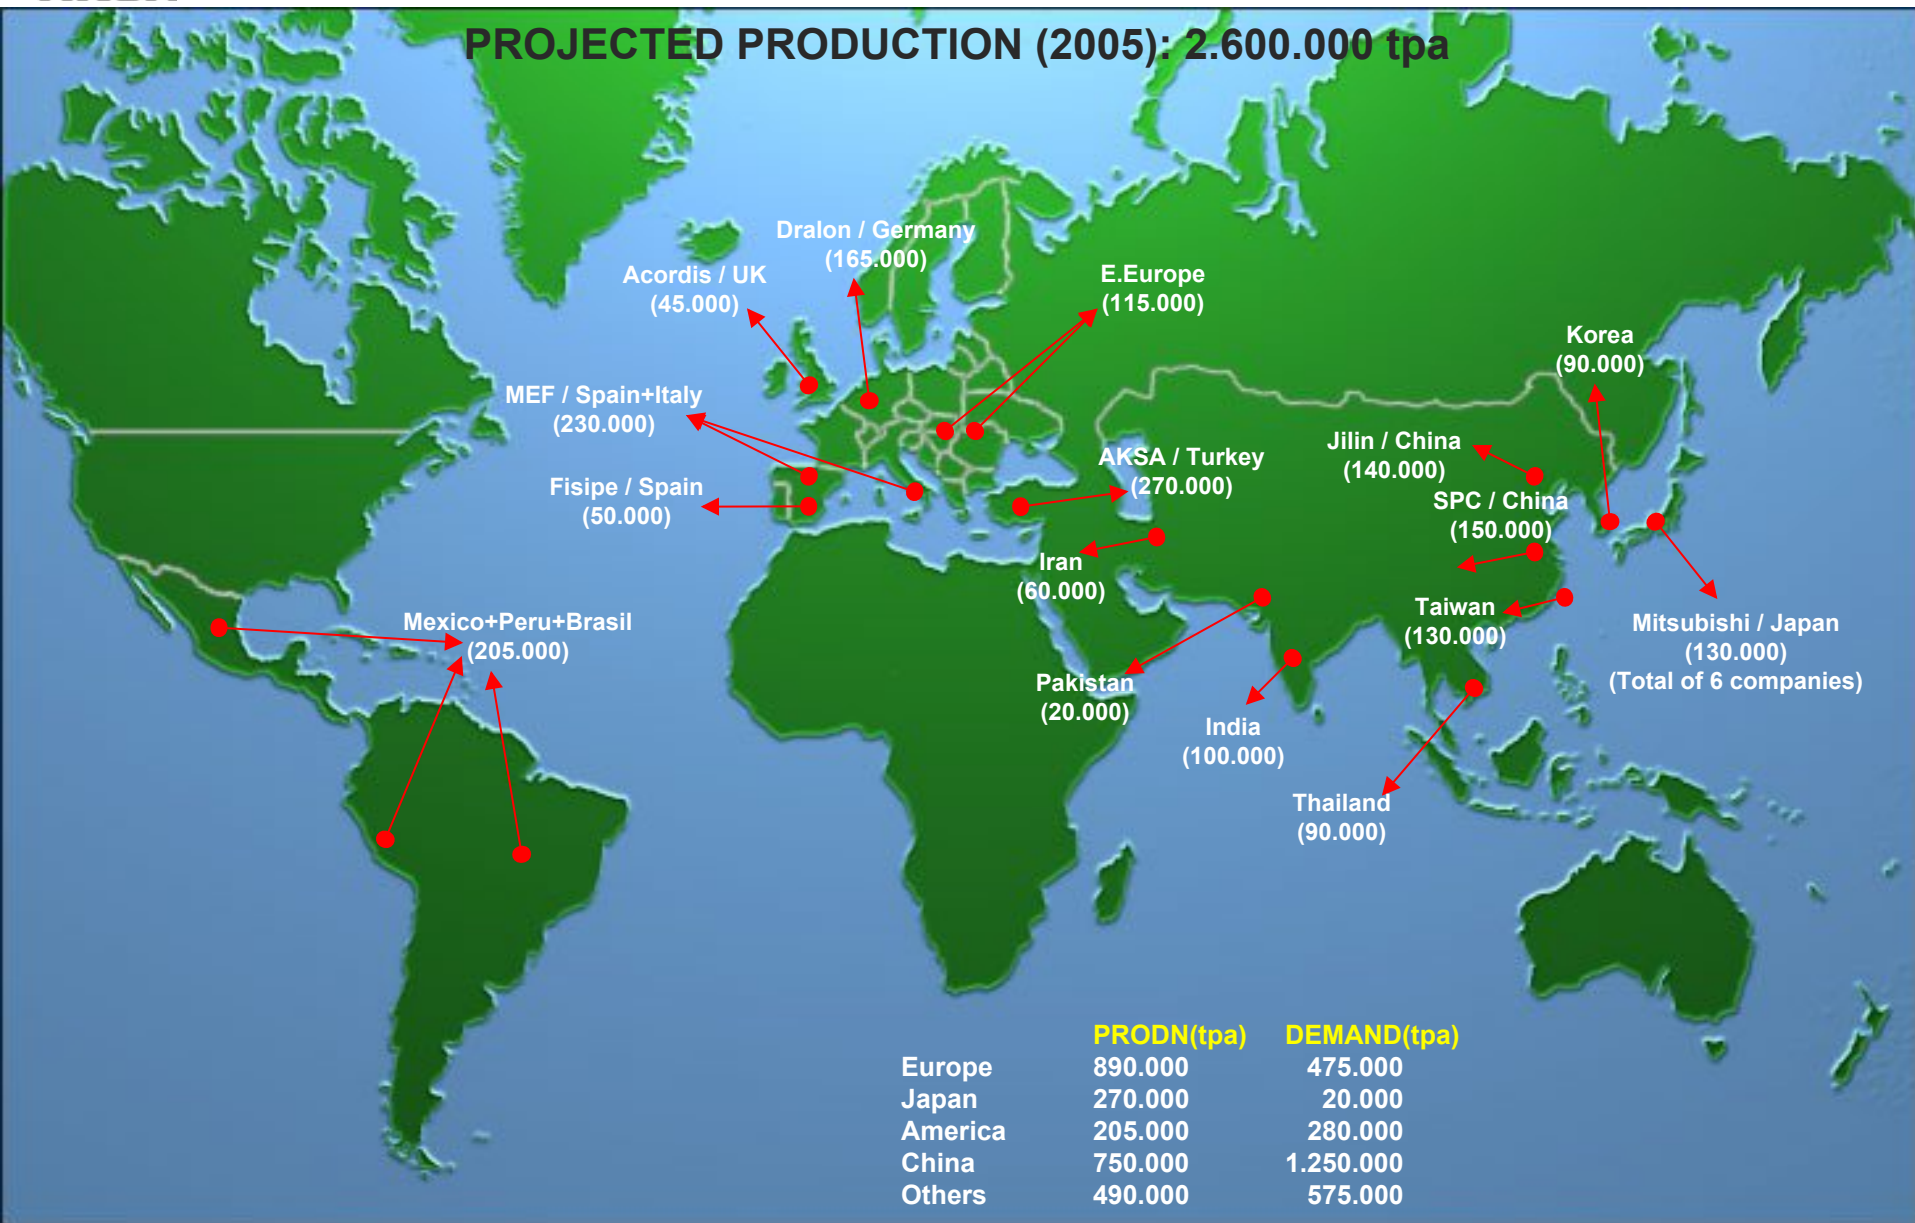 PROJECTED PRODUCTION (2005): 2.600.000 tpa
Dralon / Germany
(165.000)
Acordis / UK
(45.000)
E.Europe
(115.000)
Korea
(90.000)
MEF / Spain+Italy
(230.000)
Jilin / China
(140.000)
AKSA / Turkey
(270.000)
Fisipe / Spain
(50.000)
SPC / China
(150.000)
Iran
(60.000)
Taiwan
(130.000)
Mexico+Peru+Brasil
(205.000)
Mitsubishi / Japan
(130.000)
(Total of 6 companies)
Pakistan
(20.000)
India
(100.000)
Thailand
(90.000)
PRODN(tpa) DEMAND(tpa)
Europe 890.000 475.000
Japan 270.000 20.000
America 205.000 280.000
China 750.000 1.250.000
Others 490.000 575.000